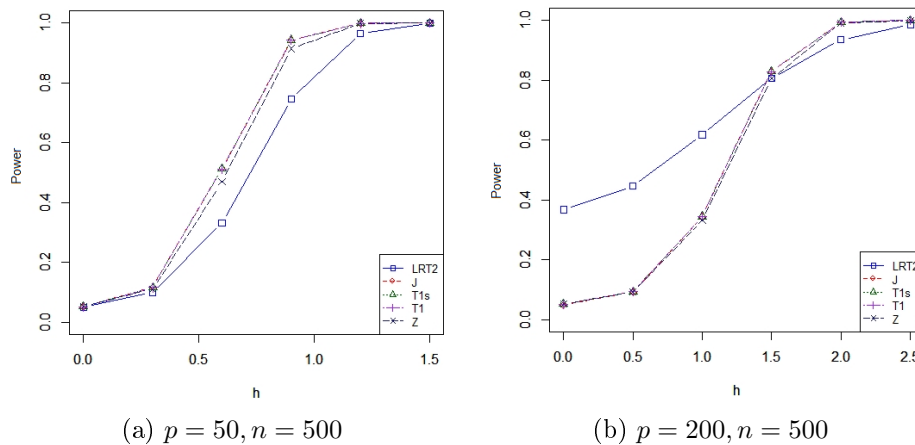 Power
1.0
0.8
0.6
0.4
0.2
0.0
LRT2
J
T1s
T1
Z
0.0 0.5 1.0 1.5
h
(a) p = 50, n = 500
Power
1.0
0.8
0.6
0.4
0.2
0.0
LRT2
J
T1s
T1
Z
0.0 0.5 1.0 1.5 2.0 2.5
h
(b) p = 200, n = 500